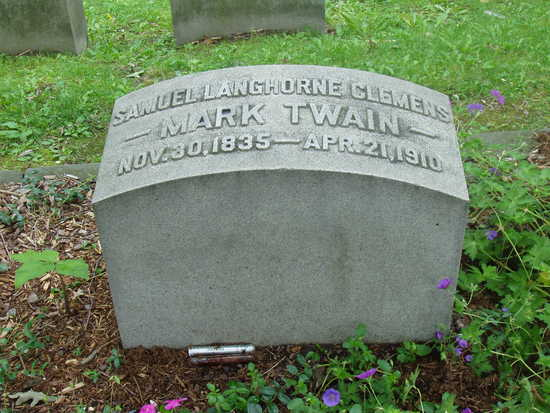 SAMUEL LANGHORNE CLEMENS
— MARK TWAIN —
NOV. 30, 1835 — APR. 21, 1910